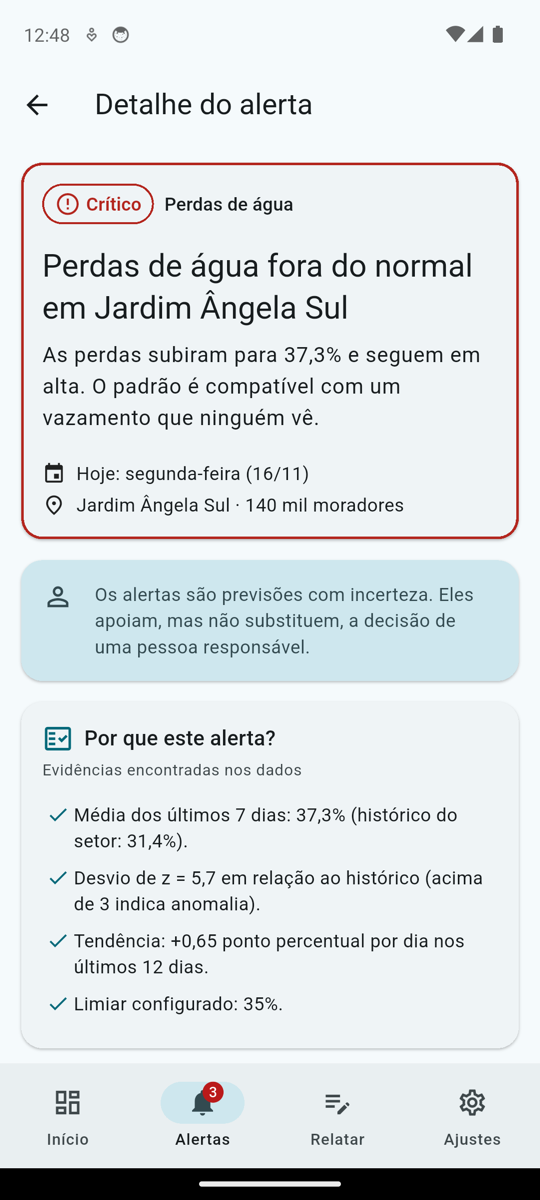 12:48
Detalhe do alerta
Crítico Perdas de água
Perdas de água fora do normal
em Jardim Ângela Sul
As perdas subiram para 37,3% e seguem em
alta. O padrão é compatível com um
vazamento que ninguém vê.
Hoje: segunda-feira (16/11)
Jardim Ângela Sul · 140 mil moradores
Os alertas são previsões com incerteza. Eles
apoiam, mas não substituem, a decisão de
uma pessoa responsável.
Por que este alerta?
Evidências encontradas nos dados
Média dos últimos 7 dias: 37,3% (histórico do
setor: 31,4%).
Desvio de z = 5,7 em relação ao histórico (acima
de 3 indica anomalia).
Tendência: +0,65 ponto percentual por dia nos
últimos 12 dias.
Limiar configurado: 35%.
3
Início Alertas Relatar Ajustes